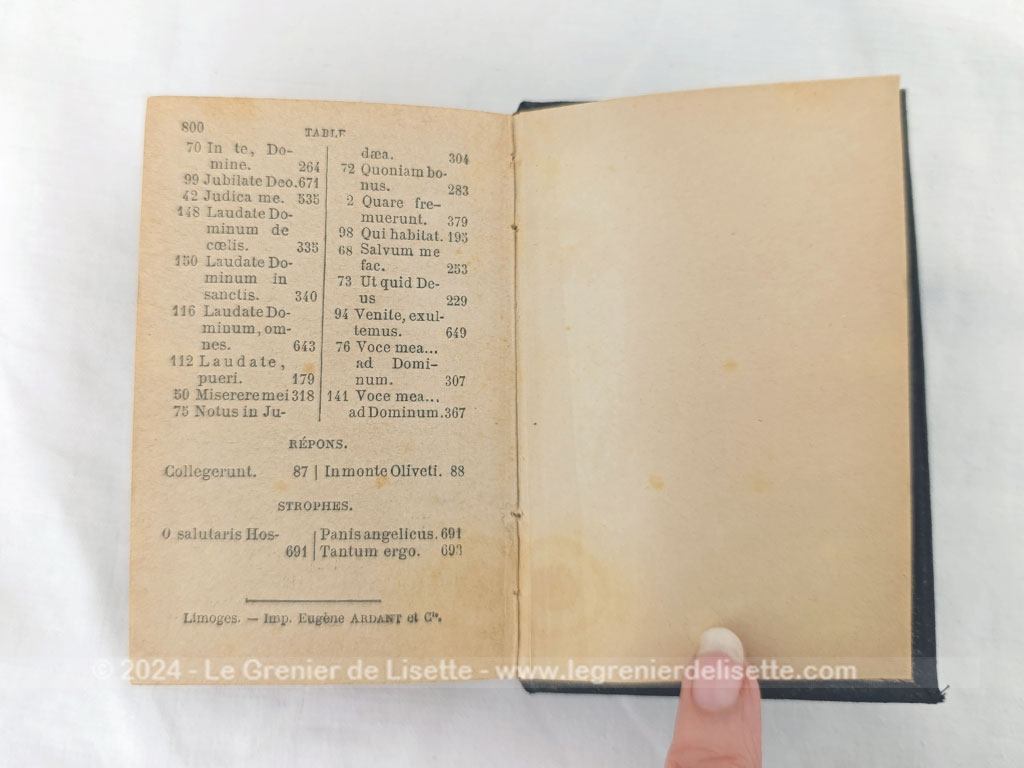 800
TABLE
70 In te, Do-
mine. 264
99 Jubilate Deo. 671
42 Judica me. 535
148 Laudate Do-
minum de
cœlis. 335
150 Laudate Do-
minum in
sanctis. 340
116 Laudate Do-
minum, om-
nes. 643
112 Laudate,
pueri. 179
50 Miserere mei 318
75 Notus in Ju-
dæa. 304
72 Quoniam bo-
nus. 283
2 Quare fre-
muerunt. 379
98 Qui habitat. 195
68 Salvum me
fac. 253
73 Ut quid De-
us 229
94 Venite, exul-
temus. 649
76 Voce mea...
ad Domi-
num. 307
141 Voce mea...
ad Dominum. 367
RÉPONS.
Collegerunt. 87 | In monte Oliveti. 88
STROPHES.
O salutaris Hos-
691
Panis angelicus. 691
Tantum ergo. 693
Limoges. — Imp. Eugène ARDANT et Cie.
© 2024 - Le Grenier de Lisette - www.legrenierdelisette.com